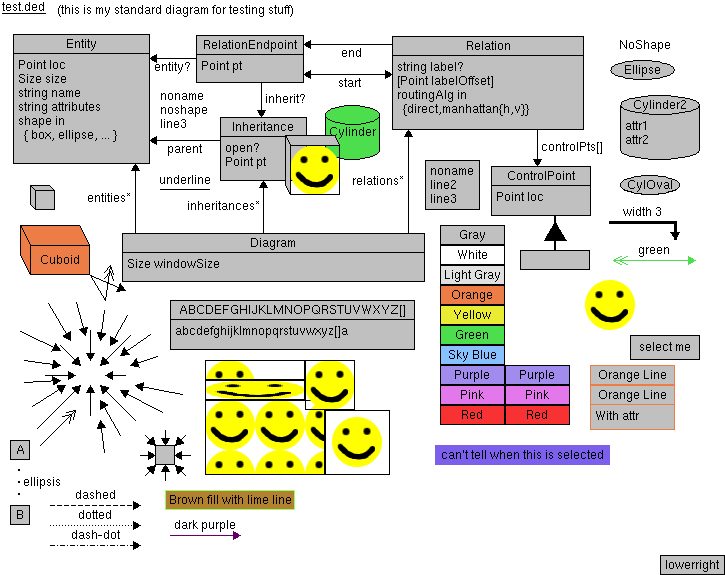 test.ded (this is my standard diagram for testing stuff)
Entity
Point loc
Size size
string name
string attributes
shape in
{ box, ellipse, ... }
RelationEndpoint
Point pt
entity?
end
start
inherit?
Relation
string label?
[Point labelOffset]
routingAlg in
{direct,manhattan{h,v}}
NoShape
Ellipse
Cylinder2
attr1
attr2
CylOval
noname
noshape
line3
Inheritance
open?
Point pt
Cylinder
parent
underline
entities*
inheritances*
relations*
noname
line2
line3
controlPts[]
ControlPoint
Point loc
width 3
green
Cuboid
Diagram
Size windowSize
Gray
White
Light Gray
Orange
Yellow
Green
Sky Blue
Purple Purple
Pink Pink
Red Red
ABCDEFGHIJKLMNOPQRSTUVWXYZ[]
abcdefghijklmnopqrstuvwxyz[]a
select me
Orange Line
Orange Line
With attr
can't tell when this is selected
A
ellipsis
B
dashed
dotted
dash-dot
Brown fill with lime line
dark purple
lowerright